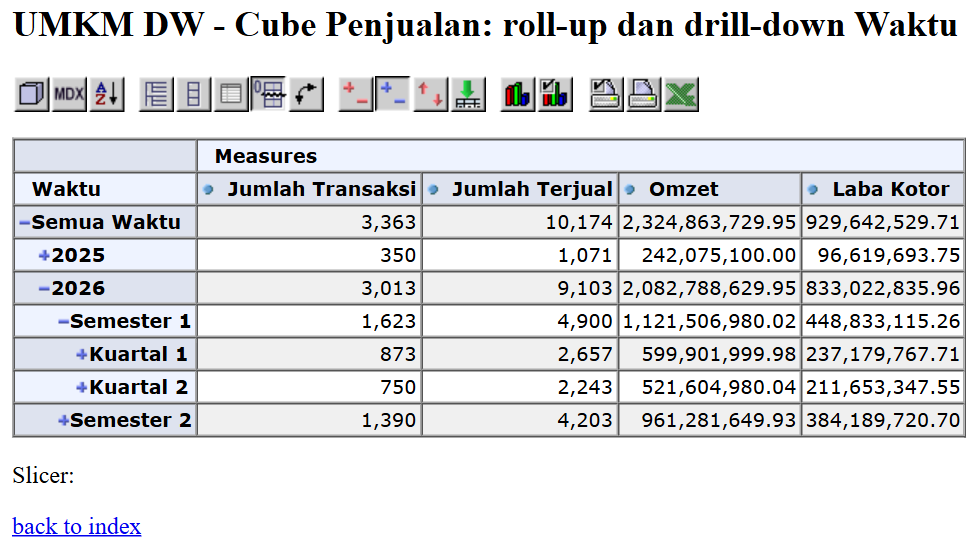 UMKM DW - Cube Penjualan: roll-up dan drill-down Waktu
MDX A Z 0
Measures
Waktu Jumlah Transaksi Jumlah Terjual Omzet Laba Kotor
−Semua Waktu 3,363 10,174 2,324,863,729.95 929,642,529.71
+2025 350 1,071 242,075,100.00 96,619,693.75
−2026 3,013 9,103 2,082,788,629.95 833,022,835.96
−Semester 1 1,623 4,900 1,121,506,980.02 448,833,115.26
+Kuartal 1 873 2,657 599,901,999.98 237,179,767.71
+Kuartal 2 750 2,243 521,604,980.04 211,653,347.55
+Semester 2 1,390 4,203 961,281,649.93 384,189,720.70
Slicer:
back to index